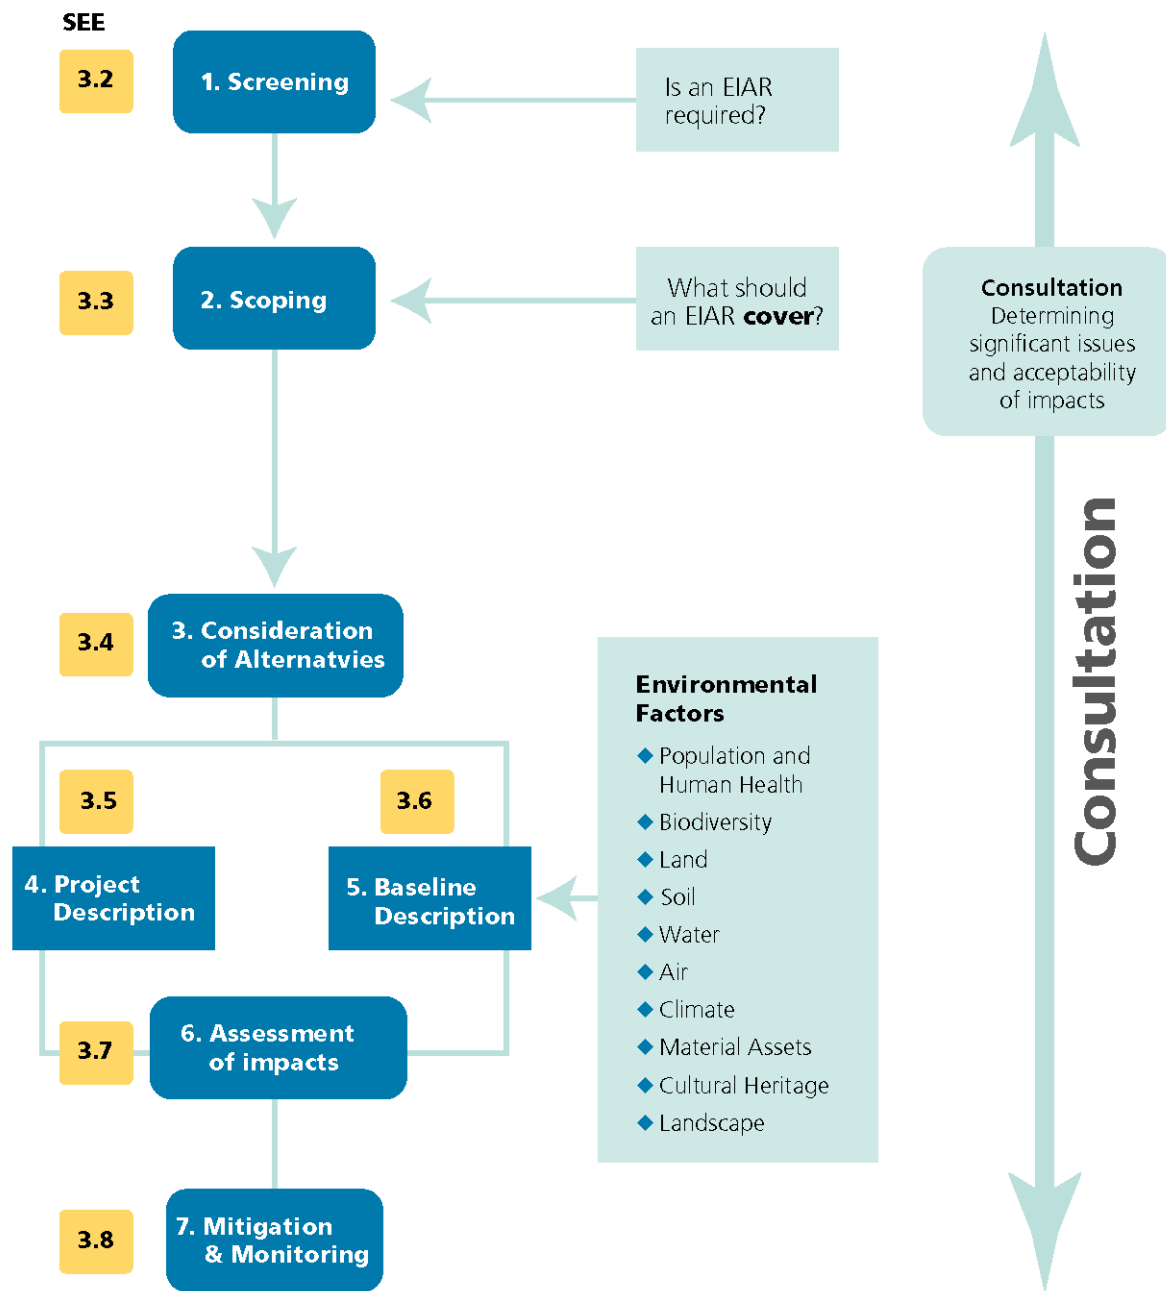 SEE
3.2
1. Screening
Is an EIAR
required?
3.3
2. Scoping
What should
an EIAR cover?
Consultation
Determining
significant issues
and acceptability
of impacts
Consultation
3.4
3. Consideration
of Alternatvies
3.5
3.6
4. Project
Description
5. Baseline
Description
Environmental
Factors
◆ Population and
Human Health
◆ Biodiversity
◆ Land
◆ Soil
◆ Water
◆ Air
◆ Climate
◆ Material Assets
◆ Cultural Heritage
◆ Landscape
3.7
6. Assessment
of impacts
3.8
7. Mitigation
& Monitoring